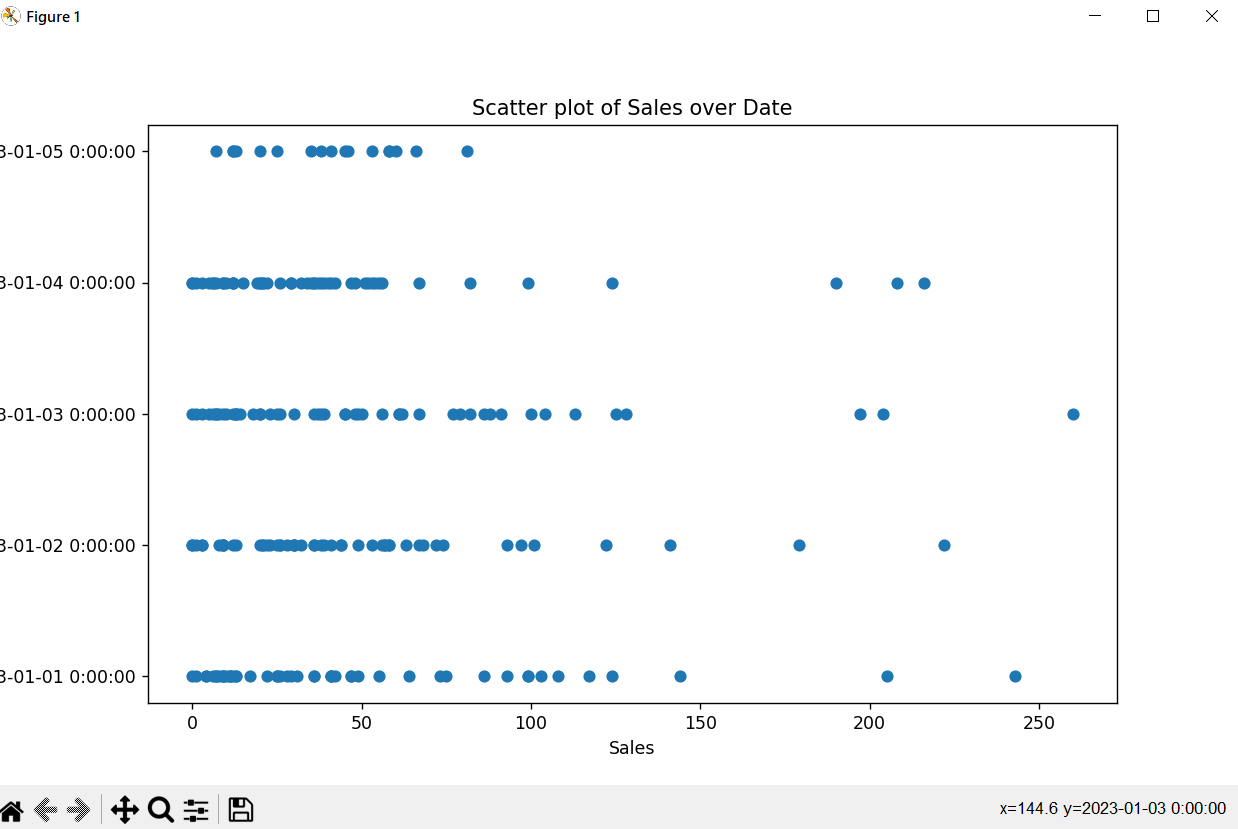 Figure 1
Scatter plot of Sales over Date
3-01-05 0:00:00
3-01-04 0:00:00
3-01-03 0:00:00
3-01-02 0:00:00
3-01-01 0:00:00
0 50 100 150 200 250
Sales
x=144.6 y=2023-01-03 0:00:00